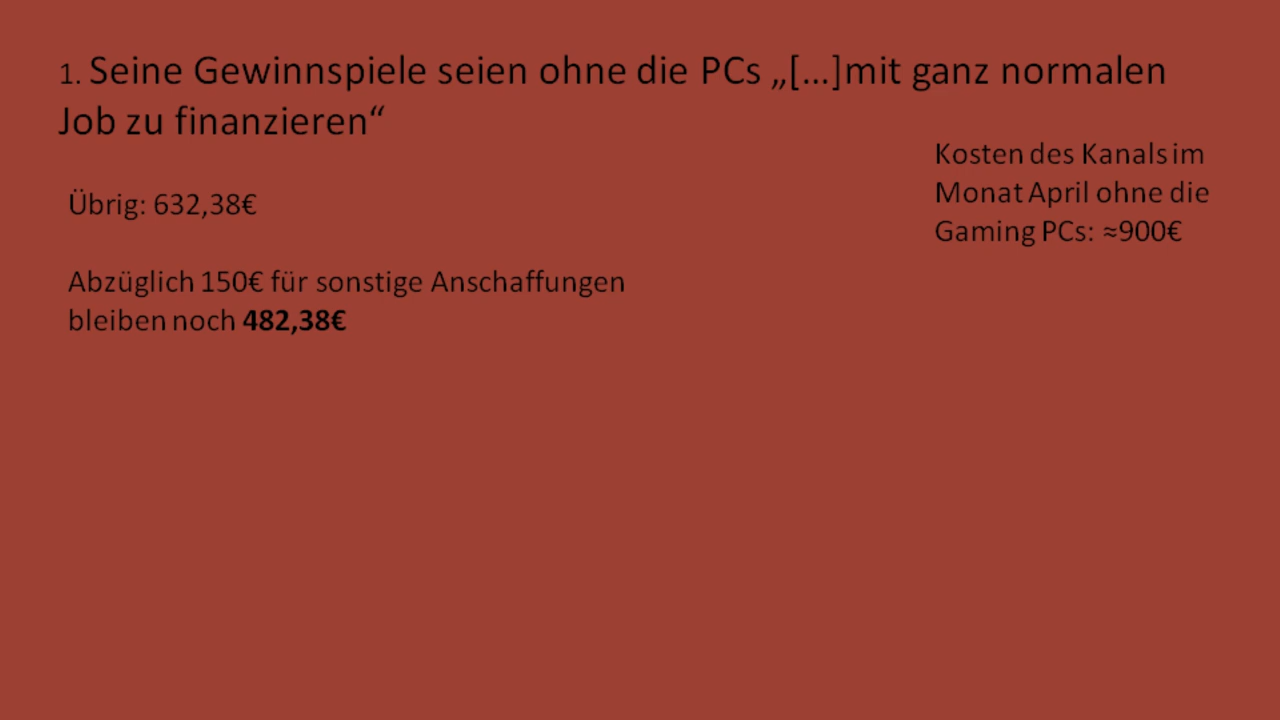 1. Seine Gewinnspiele seien ohne die PCs „[…]mit ganz normalen
Job zu finanzieren“
Kosten des Kanals im
Monat April ohne die
Gaming PCs: ≈900€
Übrig: 632,38€
Abzüglich 150€ für sonstige Anschaffungen
bleiben noch 482,38€